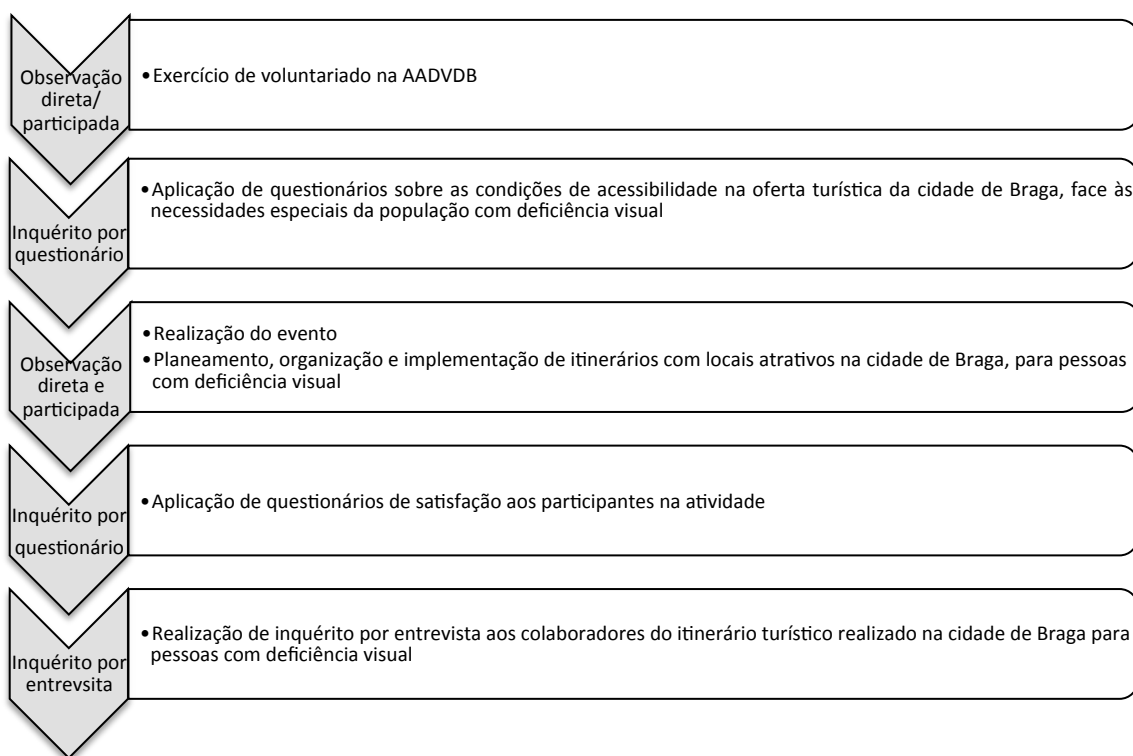 Observação
direta/
participada
•Exercício de voluntariado na AADVDB
Inquérito por
questionário
•Aplicação de questionários sobre as condições de acessibilidade na oferta turística da cidade de Braga, face às
necessidades especiais da população com deficiência visual
Observação
direta e
participada
•Realização do evento
•Planeamento, organização e implementação de itinerários com locais atrativos na cidade de Braga, para pessoas
com deficiência visual
Inquérito por
questionário
•Aplicação de questionários de satisfação aos participantes na atividade
Inquérito por
entrevsita
•Realização de inquérito por entrevista aos colaboradores do itinerário turístico realizado na cidade de Braga para
pessoas com deficiência visual